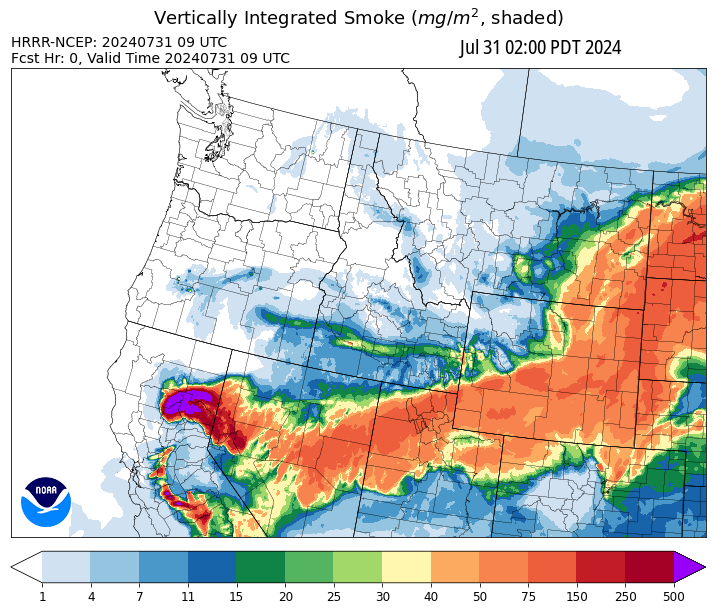 Vertically Integrated Smoke (mg/m², shaded)
HRRR-NCEP: 20240731 09 UTC
Fcst Hr: 0, Valid Time 20240731 09 UTC
Jul 31 02:00 PDT 2024
NOAA
1 4 7 11 15 20 25 30 40 50 75 150 250 500